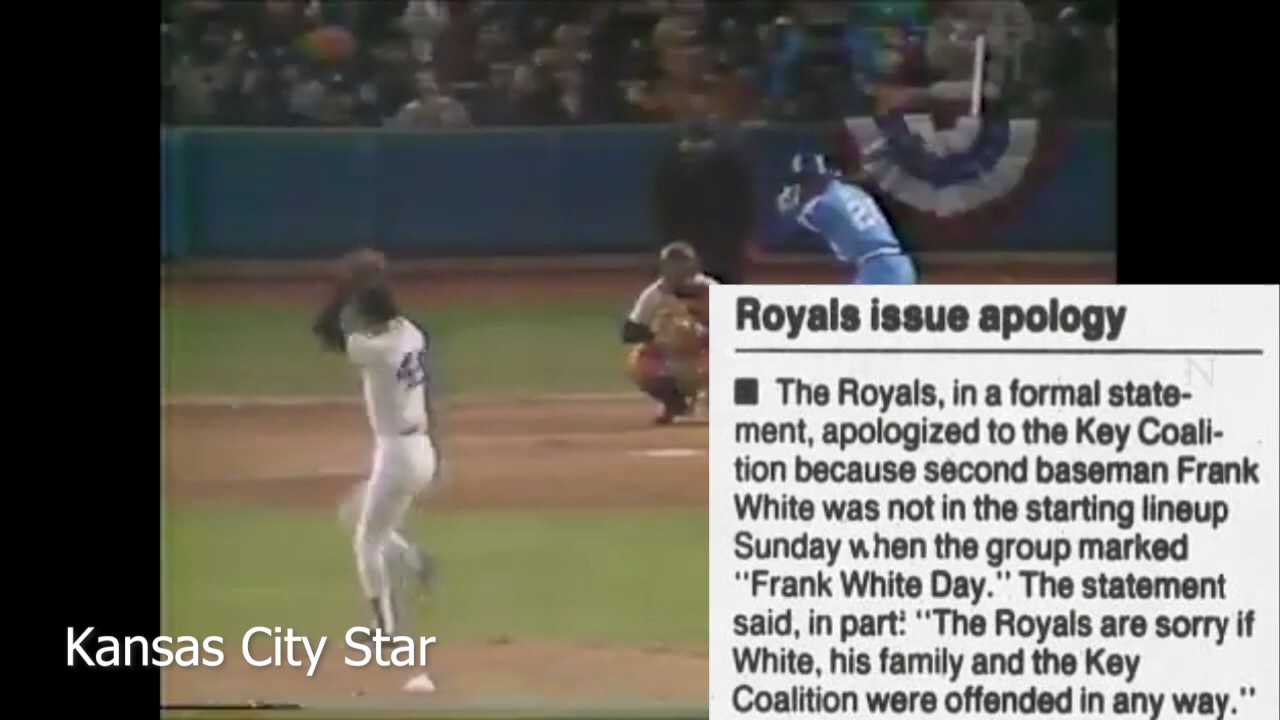 Royals issue apology
■ The Royals, in a formal state-
ment, apologized to the Key Coali-
tion because second baseman Frank
White was not in the starting lineup
Sunday when the group marked
"Frank White Day." The statement
said, in part: "The Royals are sorry if
White, his family and the Key
Coalition were offended in any way."
Kansas City Star